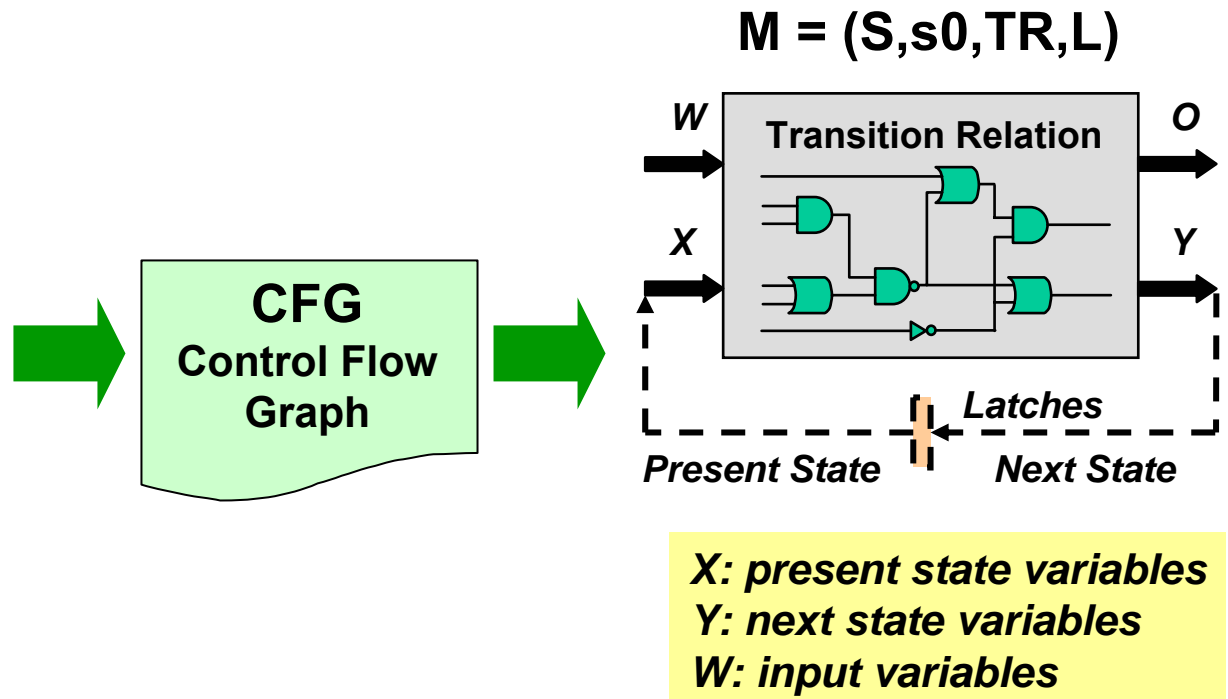 M = (S,s0,TR,L)
W
Transition Relation
O
X
Y
CFG
Control Flow
Graph
Latches
Present State
Next State
X: present state variables
Y: next state variables
W: input variables